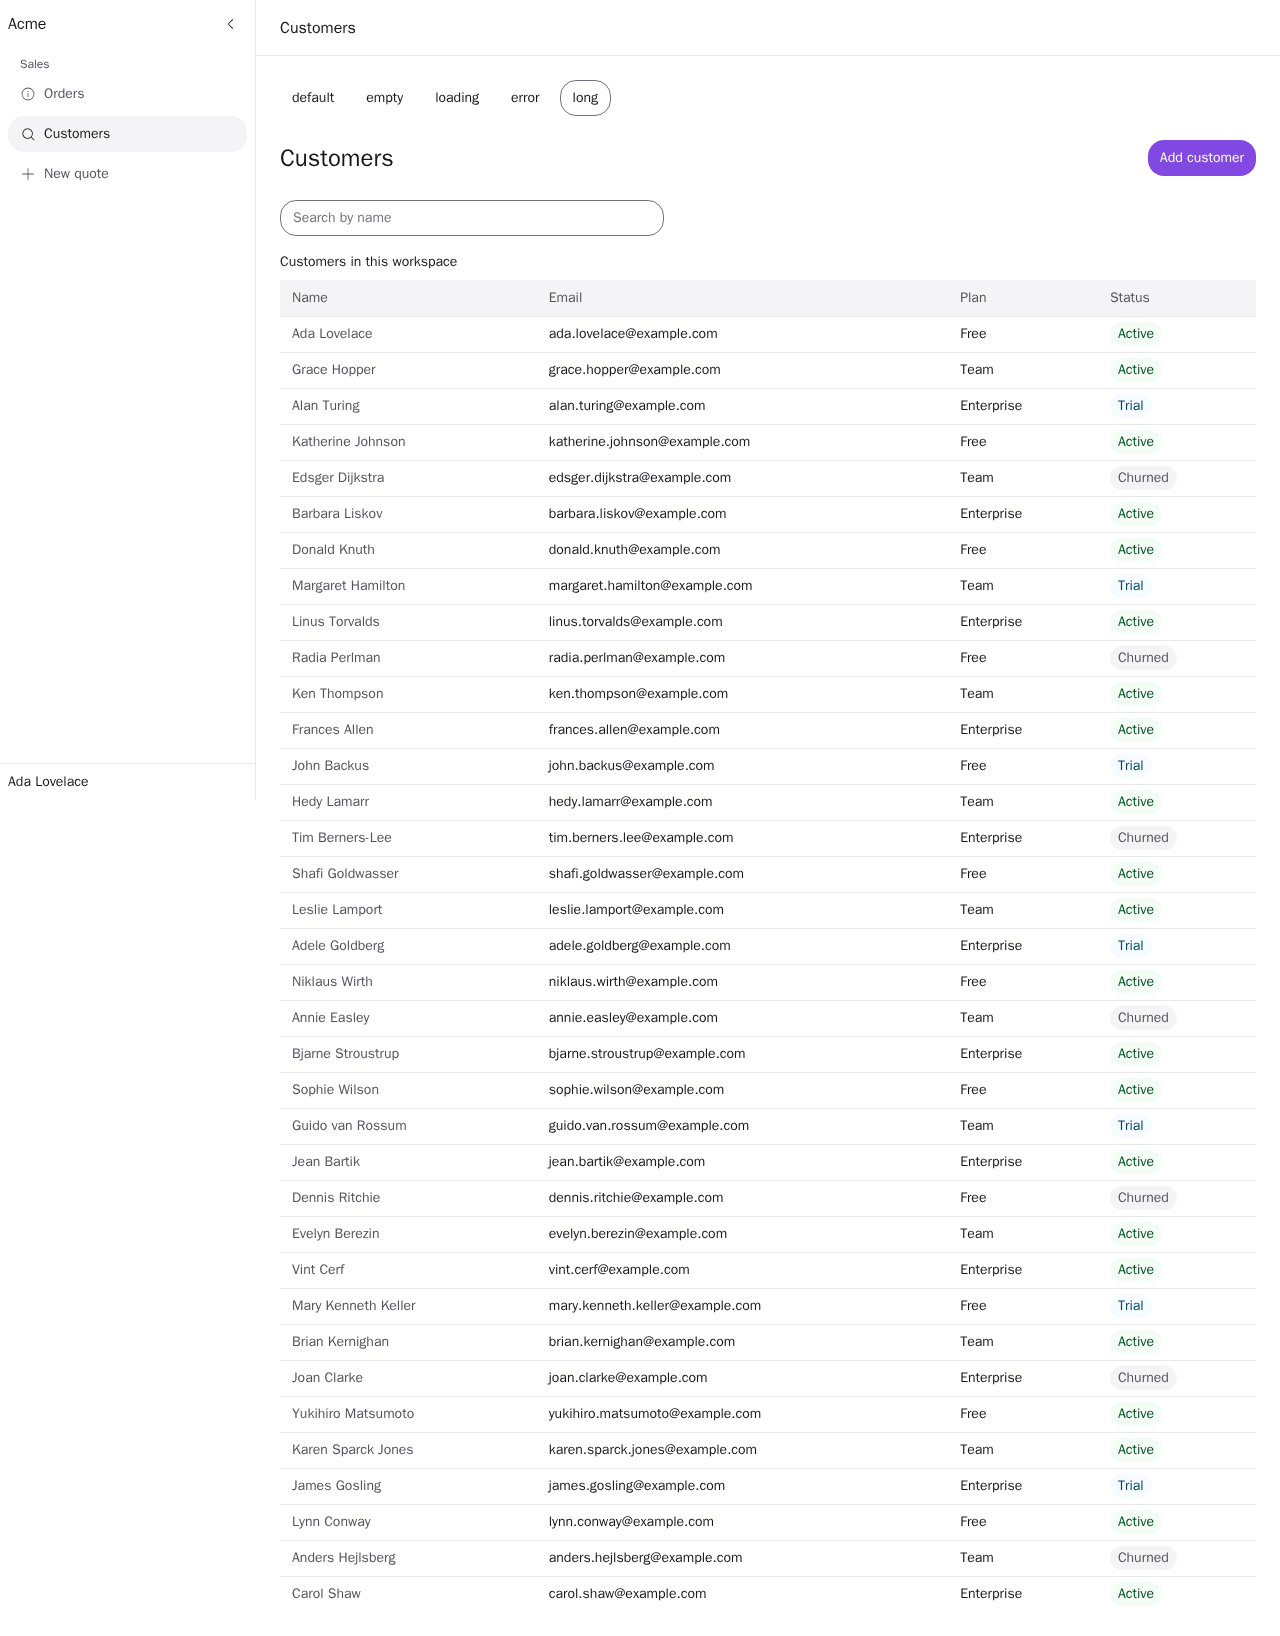 Acme
Sales
Orders
Customers
New quote
Ada Lovelace
Customers
default empty loading error long
Customers
Add customer
Search by name
Customers in this workspace
Name Email Plan Status
Ada Lovelace ada.lovelace@example.com Free Active
Grace Hopper grace.hopper@example.com Team Active
Alan Turing alan.turing@example.com Enterprise Trial
Katherine Johnson katherine.johnson@example.com Free Active
Edsger Dijkstra edsger.dijkstra@example.com Team Churned
Barbara Liskov barbara.liskov@example.com Enterprise Active
Donald Knuth donald.knuth@example.com Free Active
Margaret Hamilton margaret.hamilton@example.com Team Trial
Linus Torvalds linus.torvalds@example.com Enterprise Active
Radia Perlman radia.perlman@example.com Free Churned
Ken Thompson ken.thompson@example.com Team Active
Frances Allen frances.allen@example.com Enterprise Active
John Backus john.backus@example.com Free Trial
Hedy Lamarr hedy.lamarr@example.com Team Active
Tim Berners-Lee tim.berners.lee@example.com Enterprise Churned
Shafi Goldwasser shafi.goldwasser@example.com Free Active
Leslie Lamport leslie.lamport@example.com Team Active
Adele Goldberg adele.goldberg@example.com Enterprise Trial
Niklaus Wirth niklaus.wirth@example.com Free Active
Annie Easley annie.easley@example.com Team Churned
Bjarne Stroustrup bjarne.stroustrup@example.com Enterprise Active
Sophie Wilson sophie.wilson@example.com Free Active
Guido van Rossum guido.van.rossum@example.com Team Trial
Jean Bartik jean.bartik@example.com Enterprise Active
Dennis Ritchie dennis.ritchie@example.com Free Churned
Evelyn Berezin evelyn.berezin@example.com Team Active
Vint Cerf vint.cerf@example.com Enterprise Active
Mary Kenneth Keller mary.kenneth.keller@example.com Free Trial
Brian Kernighan brian.kernighan@example.com Team Active
Joan Clarke joan.clarke@example.com Enterprise Churned
Yukihiro Matsumoto yukihiro.matsumoto@example.com Free Active
Karen Sparck Jones karen.sparck.jones@example.com Team Active
James Gosling james.gosling@example.com Enterprise Trial
Lynn Conway lynn.conway@example.com Free Active
Anders Hejlsberg anders.hejlsberg@example.com Team Churned
Carol Shaw carol.shaw@example.com Enterprise Active